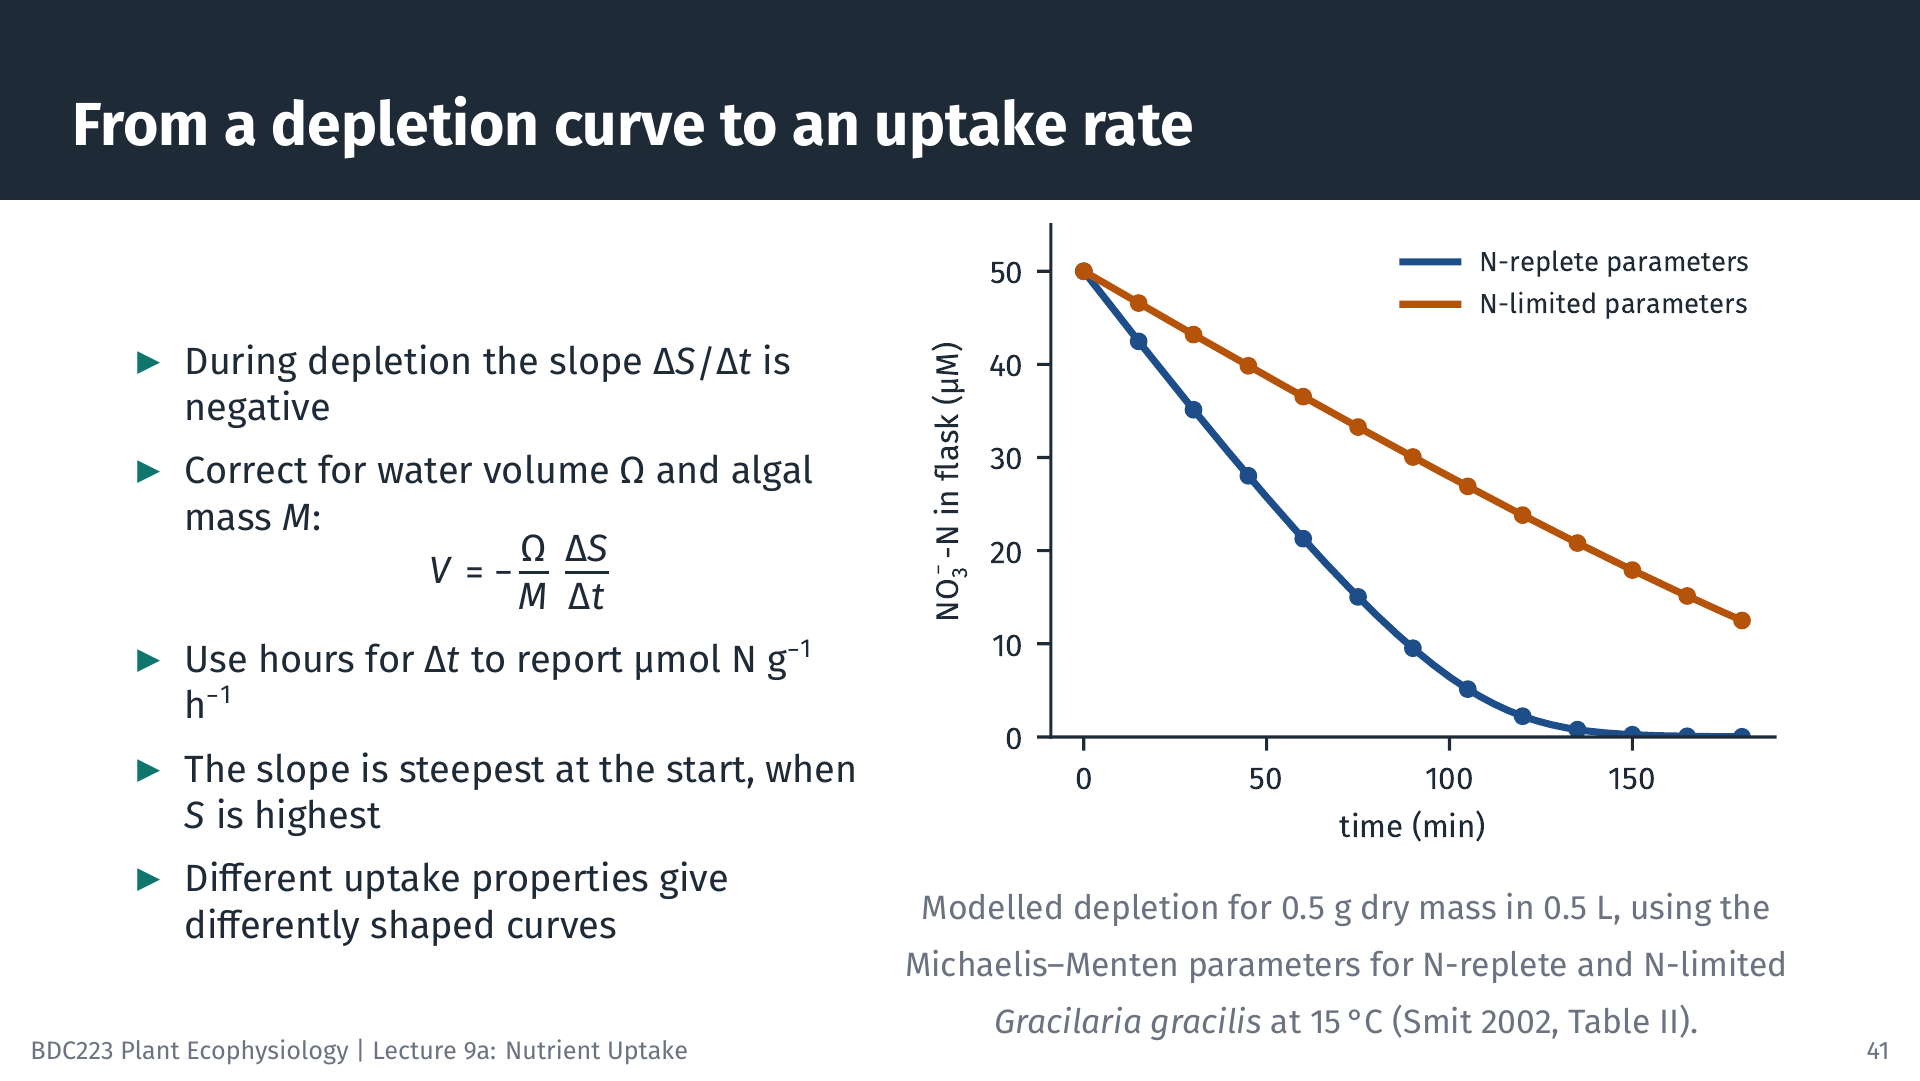 From a depletion curve to an uptake rate
► During depletion the slope ΔS/Δt is
negative
► Correct for water volume Ω and algal
mass M:
V = −Ω/M ΔS/Δt
► Use hours for Δt to report µmol N g⁻¹
h⁻¹
► The slope is steepest at the start, when
S is highest
► Different uptake properties give
differently shaped curves
N-replete parameters
N-limited parameters
NO₃⁻-N in flask (µM)
50
40
30
20
10
0
0 50 100 150
time (min)
Modelled depletion for 0.5 g dry mass in 0.5 L, using the
Michaelis–Menten parameters for N-replete and N-limited
Gracilaria gracilis at 15 °C (Smit 2002, Table II).
BDC223 Plant Ecophysiology | Lecture 9a: Nutrient Uptake
41